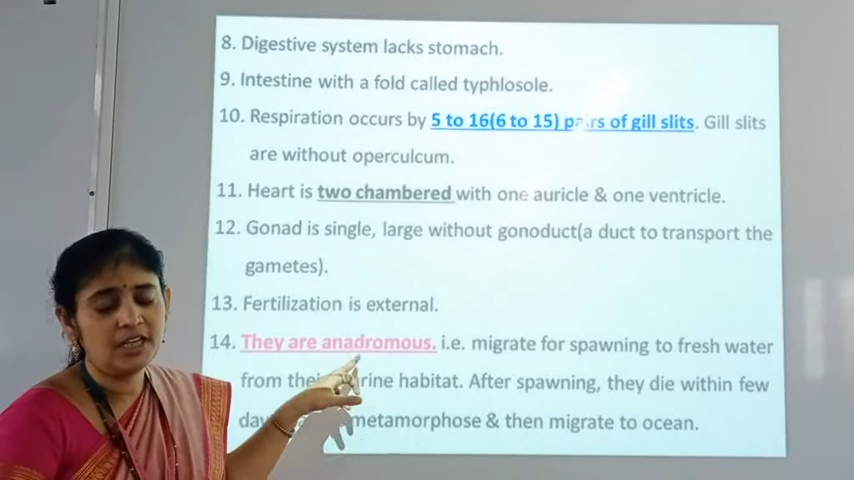 8. Digestive system lacks stomach.
9. Intestine with a fold called typhlosole.
10. Respiration occurs by 5 to 16(6 to 15) pairs of gill slits. Gill slits
are without operculcum.
11. Heart is two chambered with one auricle & one ventricle.
12. Gonad is single, large without gonoduct(a duct to transport the
gametes).
13. Fertilization is external.
14. They are anadromous. i.e. migrate for spawning to fresh water
from habitat. After spawning, they die within few
metamorphose & then migrate to ocean.